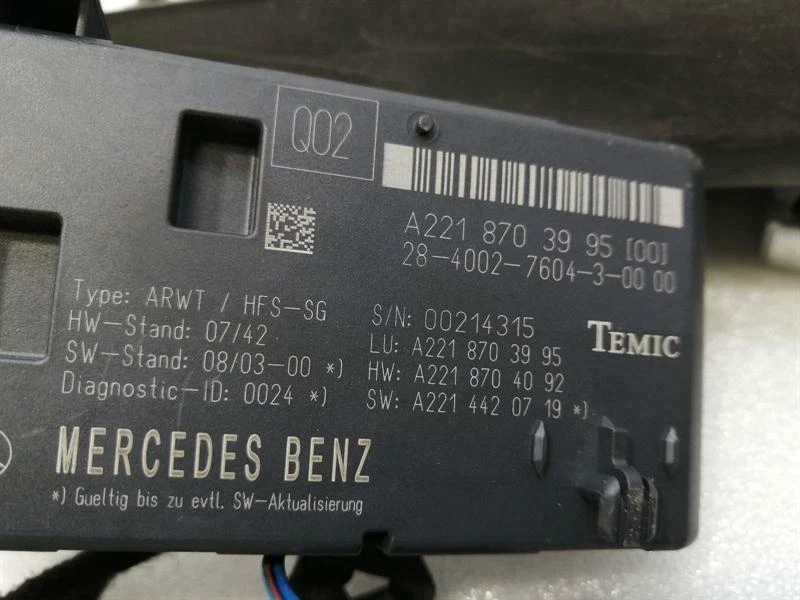 Q02
A221 870 39 95 [00]
28-4002-7604-3-00 00
Type: ARWT / HFS-SG
HW-Stand: 07/42
SW-Stand: 08/03-00 *)
Diagnostic-ID: 0024 *)
S/N: 00214315
LU: A221 870 39 95
HW: A221 870 40 92
SW: A221 442 07 19 *)
TEMIC
MERCEDES BENZ
*) Gueltig bis zu evtl. SW-Aktualisierung